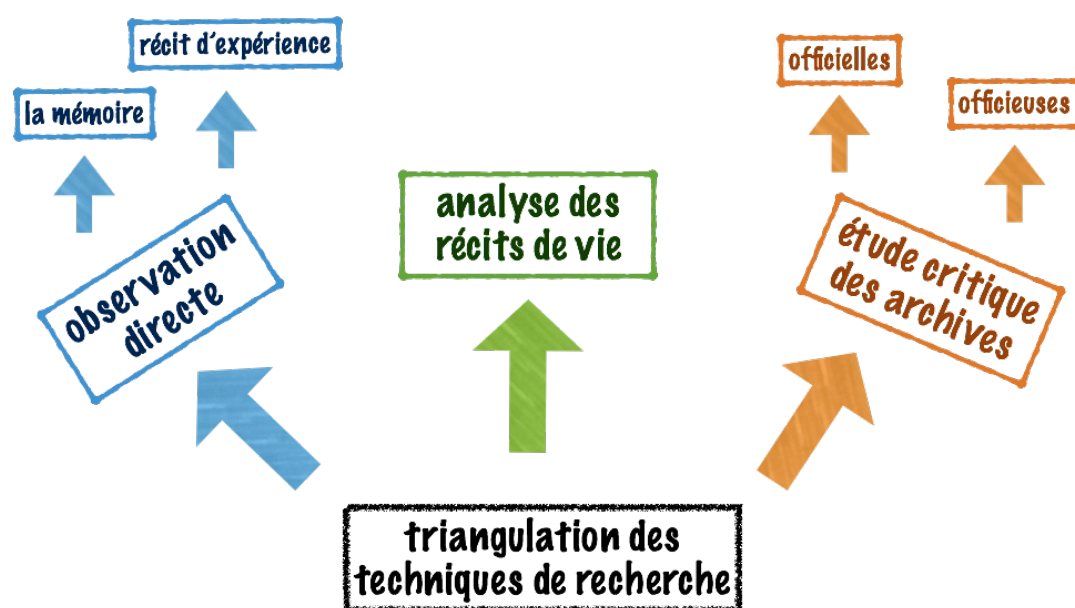 récit d'expérience
la mémoire
officielles
officieuses
observation
directe
analyse des
récits de vie
étude critique
des archives
triangulation des
techniques de recherche